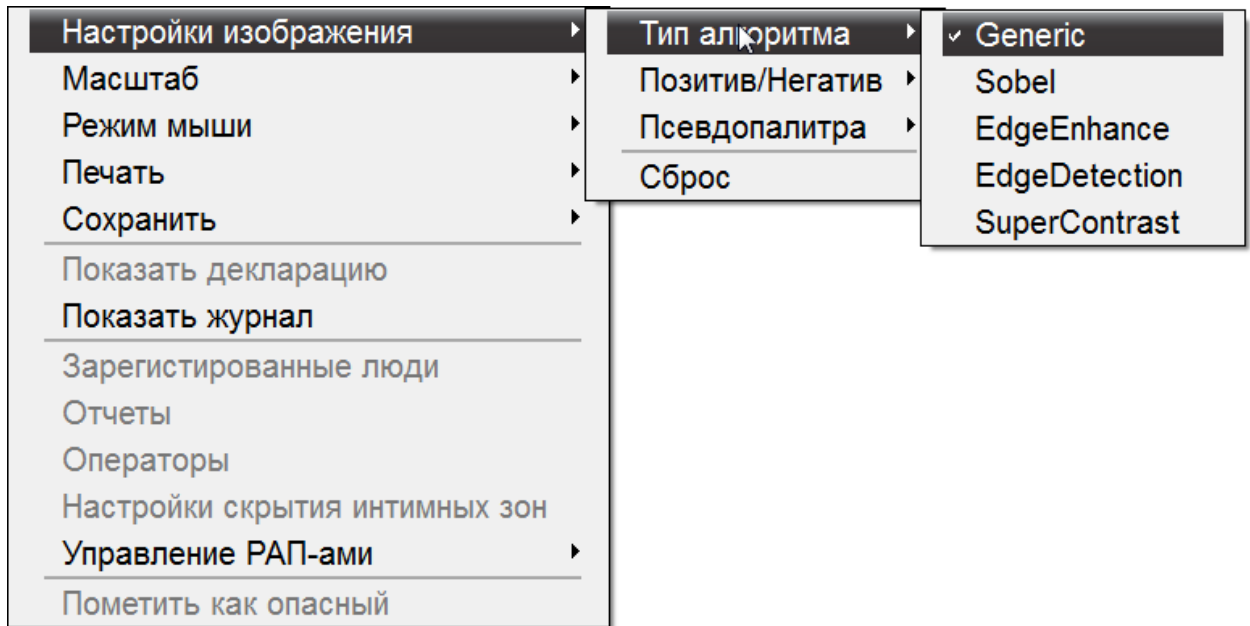 Настройки изображения
Масштаб
Режим мыши
Печать
Сохранить
Показать декларацию
Показать журнал
Зарегистированные люди
Отчеты
Операторы
Настройки скрытия интимных зон
Управление РАП-ами
Пометить как опасный
Тип алгоритма
Позитив/Негатив
Псевдопалитра
Сброс
Generic
Sobel
EdgeEnhance
EdgeDetection
SuperContrast